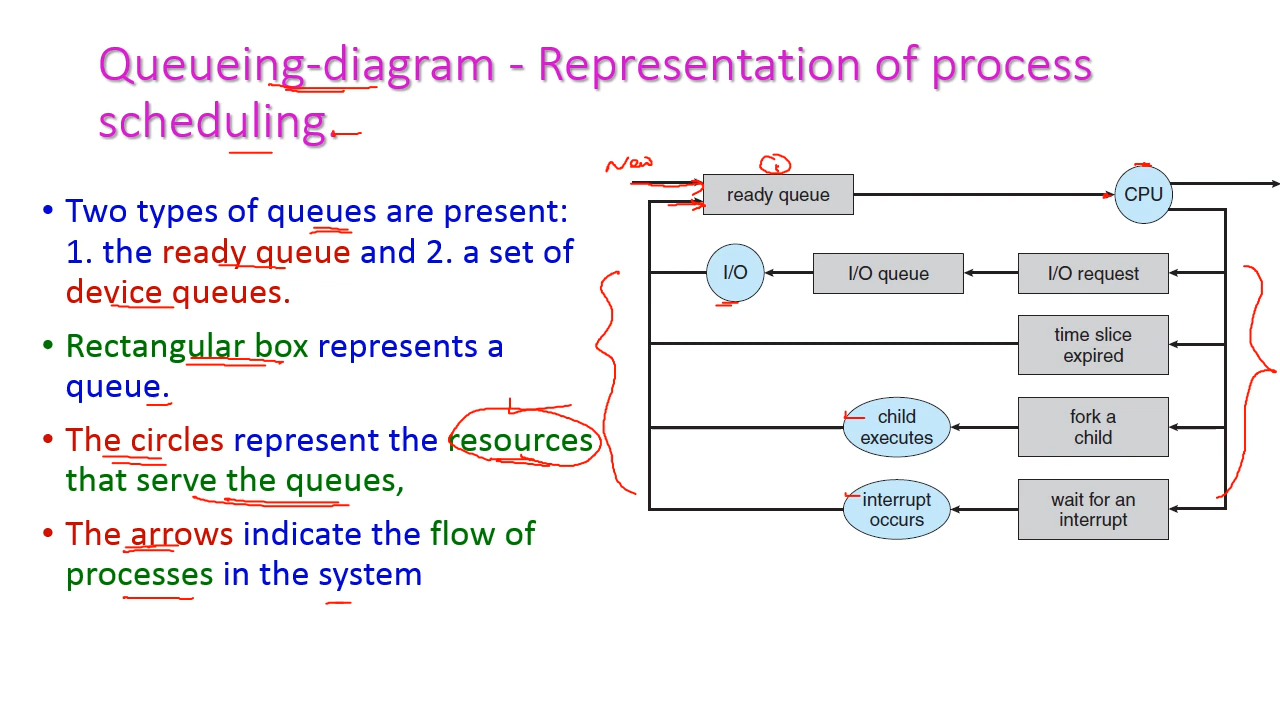 Queueing-diagram - Representation of process
scheduling.
• Two types of queues are present:
1. the ready queue and 2. a set of
device queues.
• Rectangular box represents a
queue.
• The circles represent the resources
that serve the queues,
• The arrows indicate the flow of
processes in the system
New
ready queue
CPU
I/O
I/O queue
I/O request
time slice
expired
child
executes
fork a
child
interrupt
occurs
wait for an
interrupt